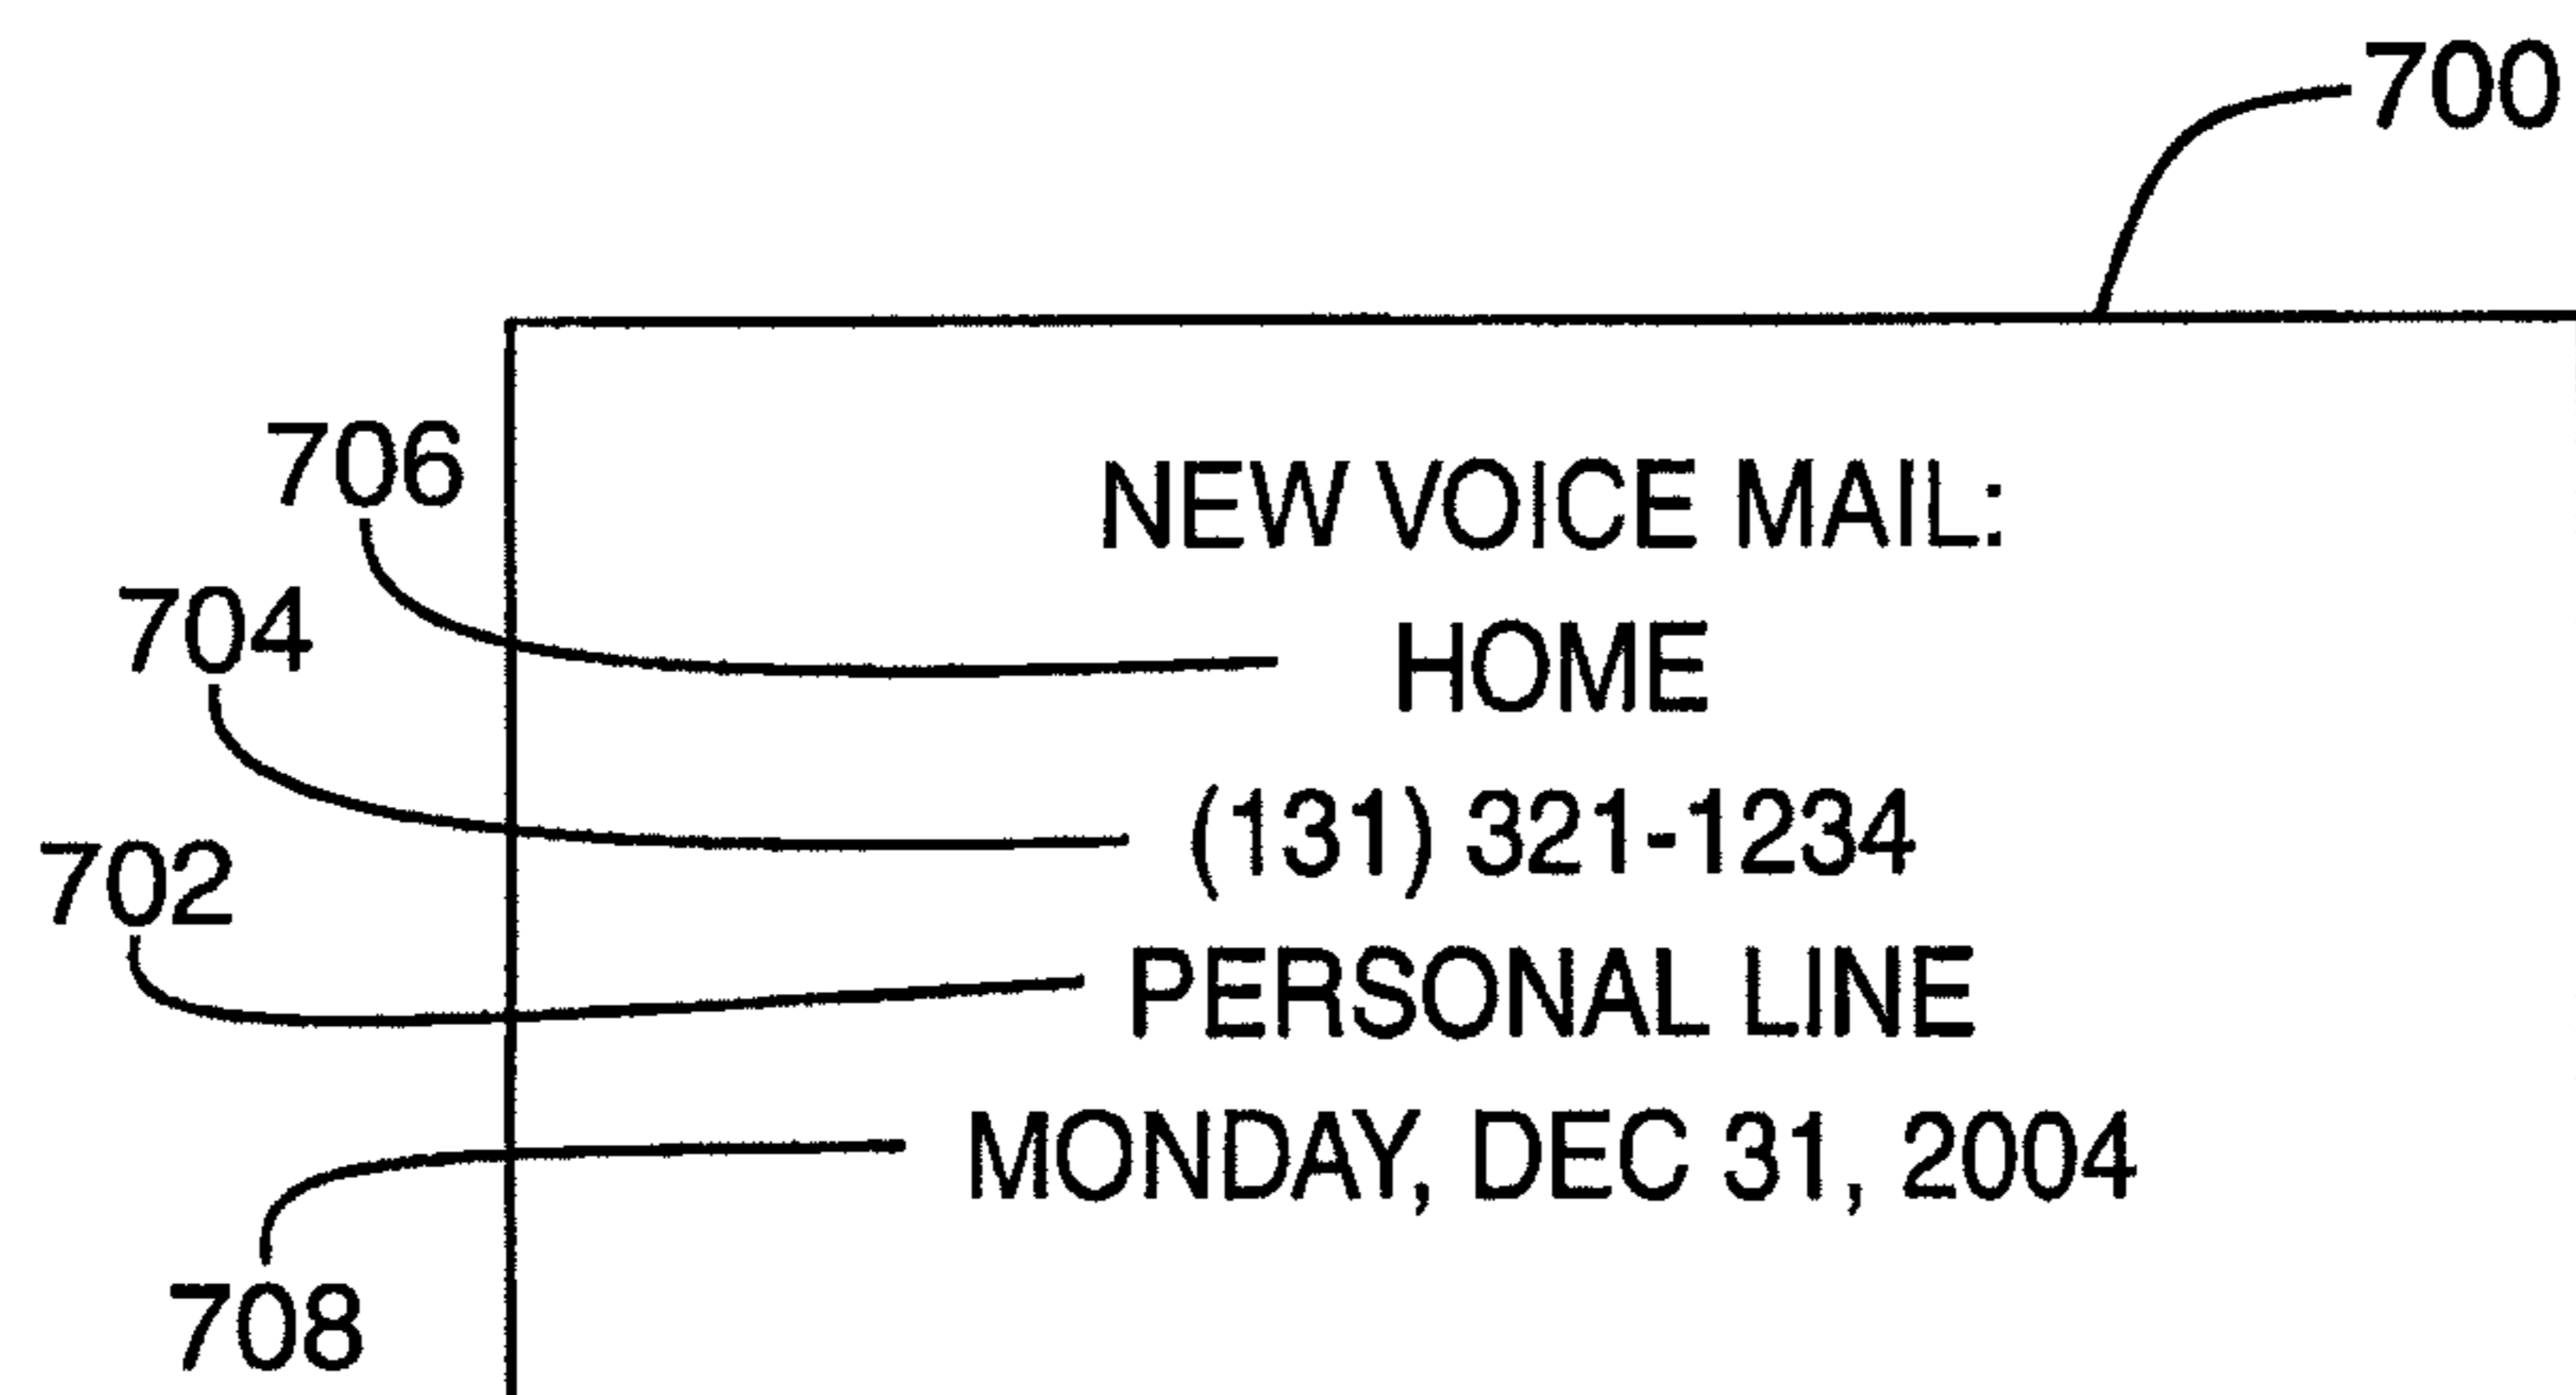 700
706
NEW VOICE MAIL:
704
HOME
702
(131) 321-1234
PERSONAL LINE
MONDAY, DEC 31, 2004
708